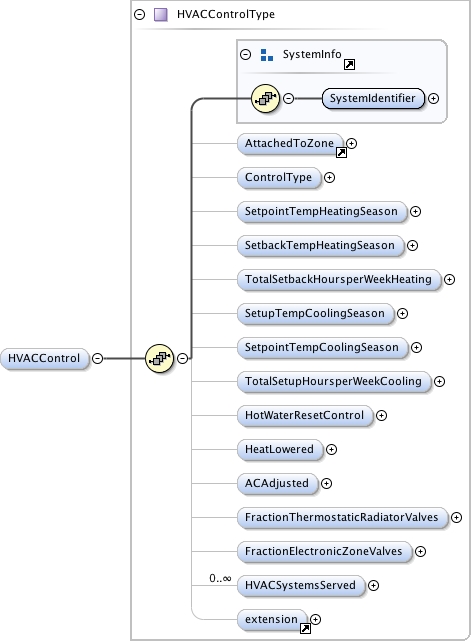 HVACControlType
SystemInfo
SystemIdentifier
AttachedToZone
ControlType
SetpointTempHeatingSeason
SetbackTempHeatingSeason
TotalSetbackHoursperWeekHeating
SetupTempCoolingSeason
HVACControl
SetpointTempCoolingSeason
TotalSetupHoursperWeekCooling
HotWaterResetControl
HeatLowered
ACAdjusted
FractionThermostaticRadiatorValves
FractionElectronicZoneValves
0..∞ HVACSystemsServed
extension